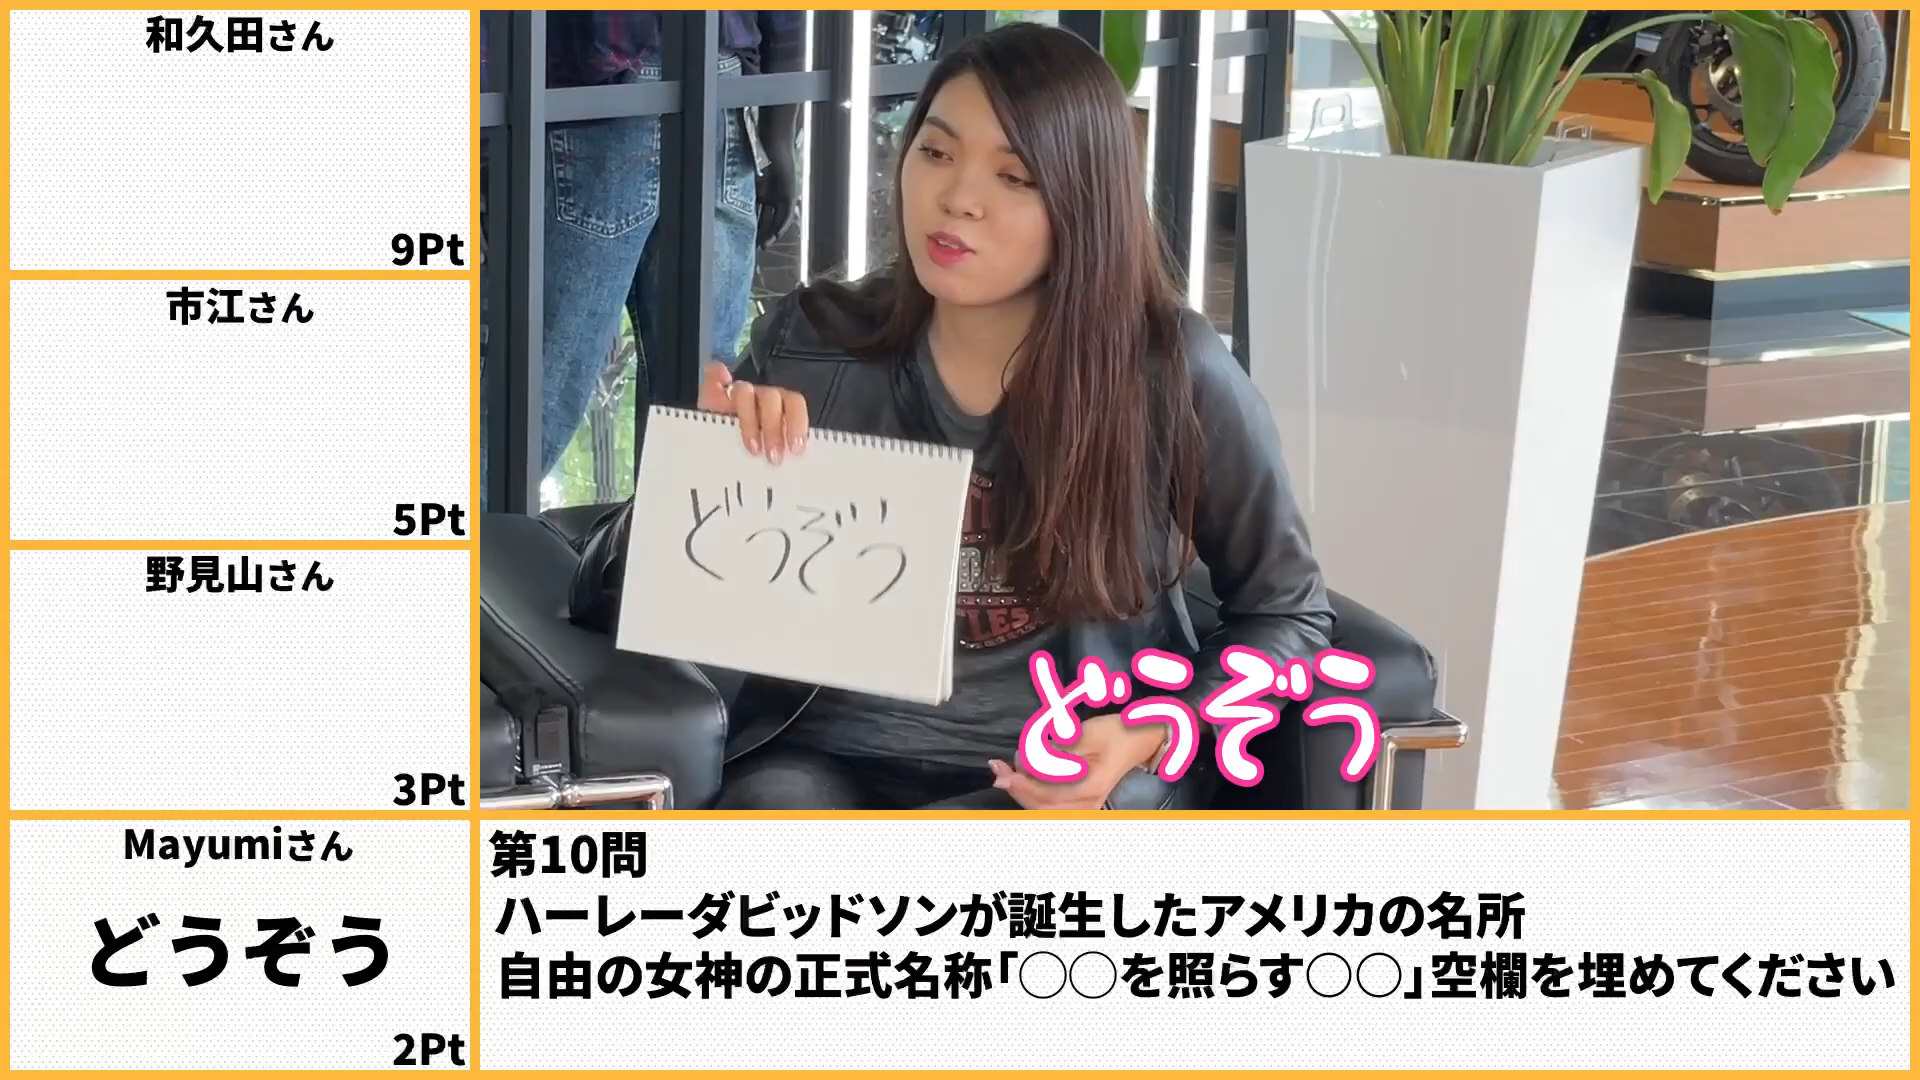 和久田さん
9Pt
市江さん
5Pt
野見山さん
3Pt
Mayumiさん
どうぞう
2Pt
どうぞう
どうぞう
第10問
ハーレーダビッドソンが誕生したアメリカの名所
自由の女神の正式名称「◯◯を照らす◯◯」空欄を埋めてください